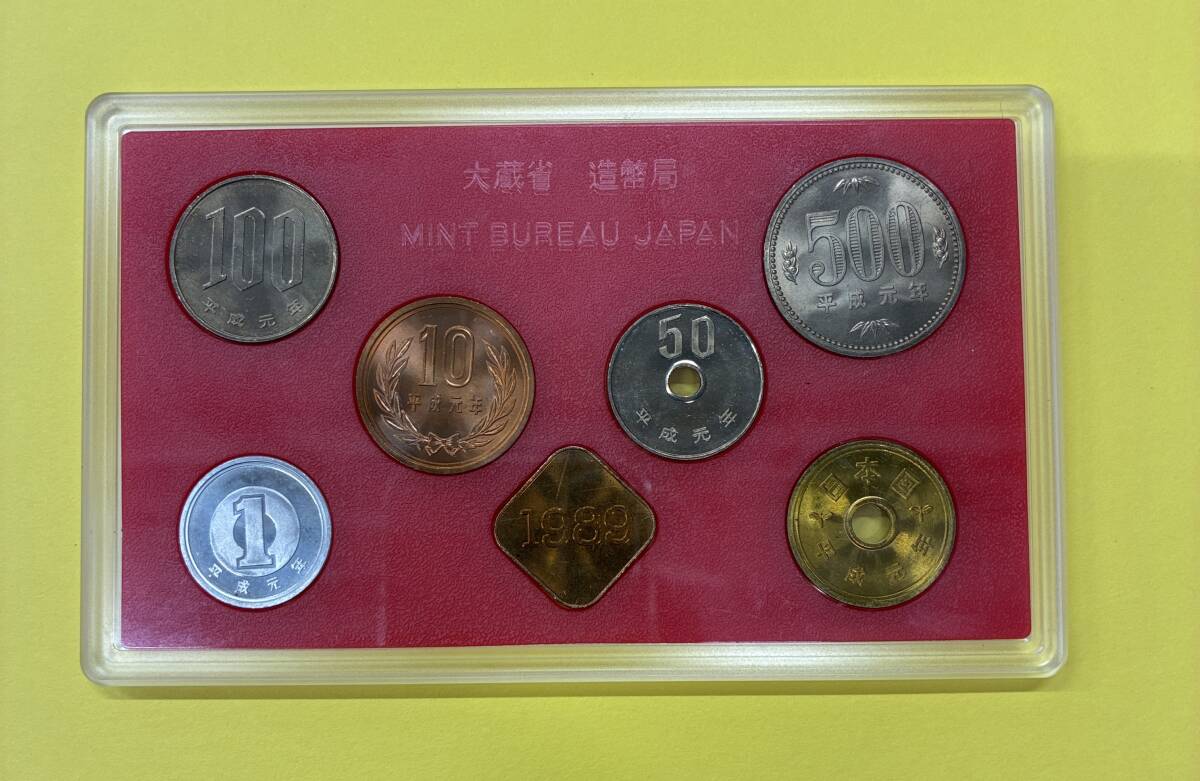 大蔵省 造幣局
MINT BUREAU JAPAN
100
平成元年
500
平成元年
10
平成元年
50
平成元年
1
平成元年
1989
日本國
平成元年